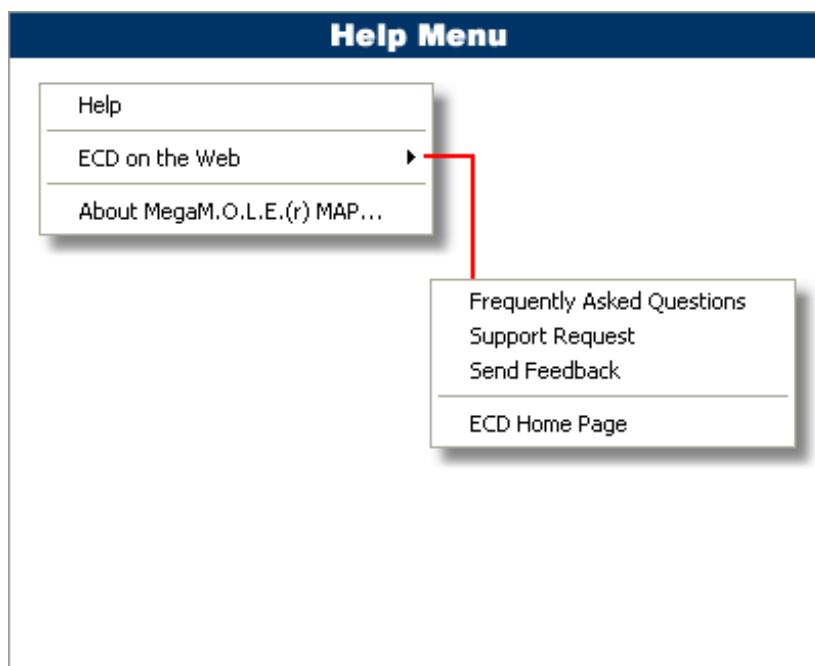 Help Menu
Help
ECD on the Web
About MegaM.O.L.E.(r) MAP...
Frequently Asked Questions
Support Request
Send Feedback
ECD Home Page